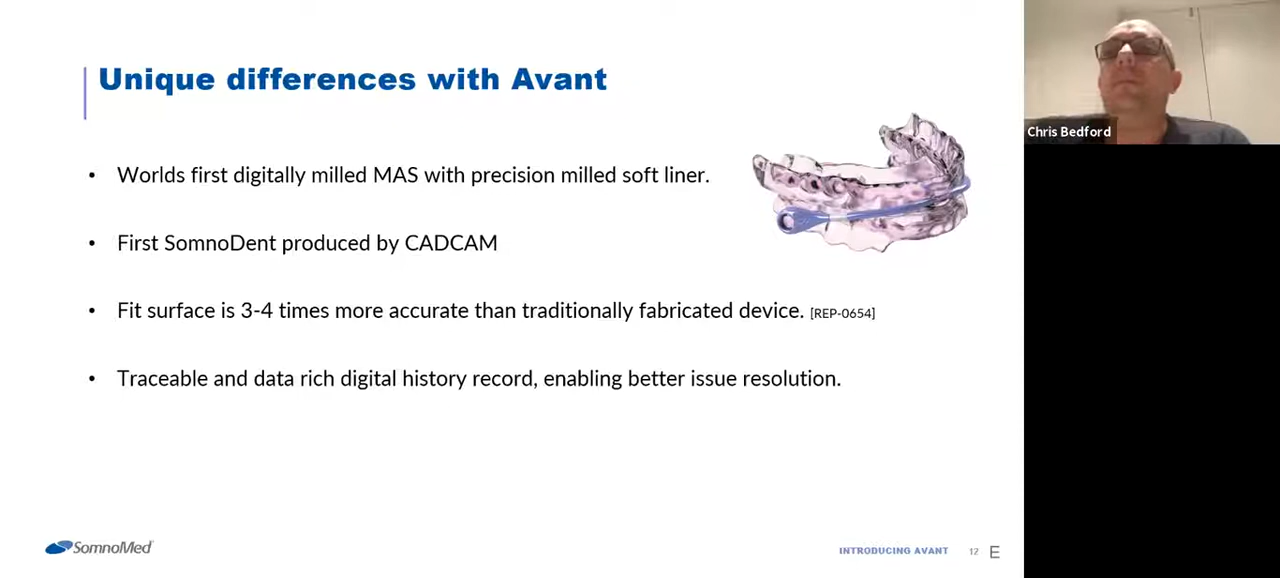 Unique differences with Avant
• Worlds first digitally milled MAS with precision milled soft liner.
• First SomnoDent produced by CADCAM
• Fit surface is 3-4 times more accurate than traditionally fabricated device. [REP-0654]
• Traceable and data rich digital history record, enabling better issue resolution.
SomnoMed
INTRODUCING AVANT 12 E
Chris Bedford